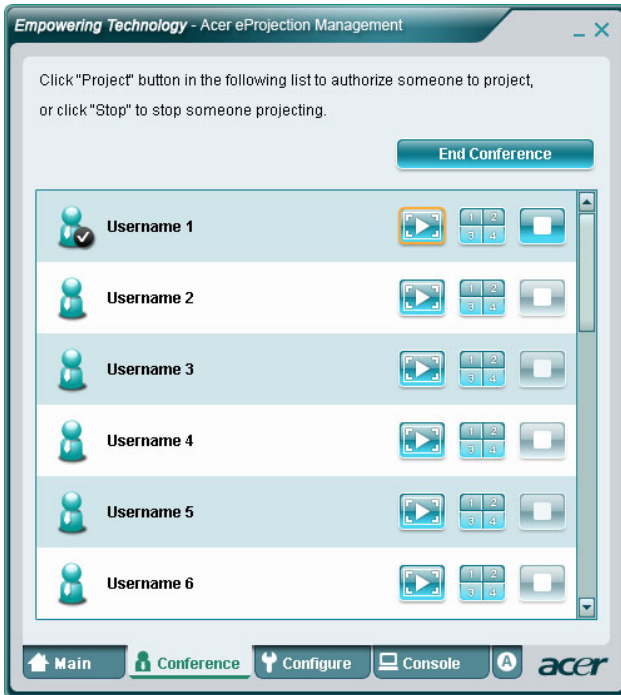 Empowering Technology - Acer eProjection Management
Click "Project" button in the following list to authorize someone to project,
or click "Stop" to stop someone projecting.
End Conference
Username 1
1 2
3 4
Username 2
1 2
3 4
Username 3
1 2
3 4
Username 4
1 2
3 4
Username 5
1 2
3 4
Username 6
1 2
3 4
Main Conference Configure Console A acer